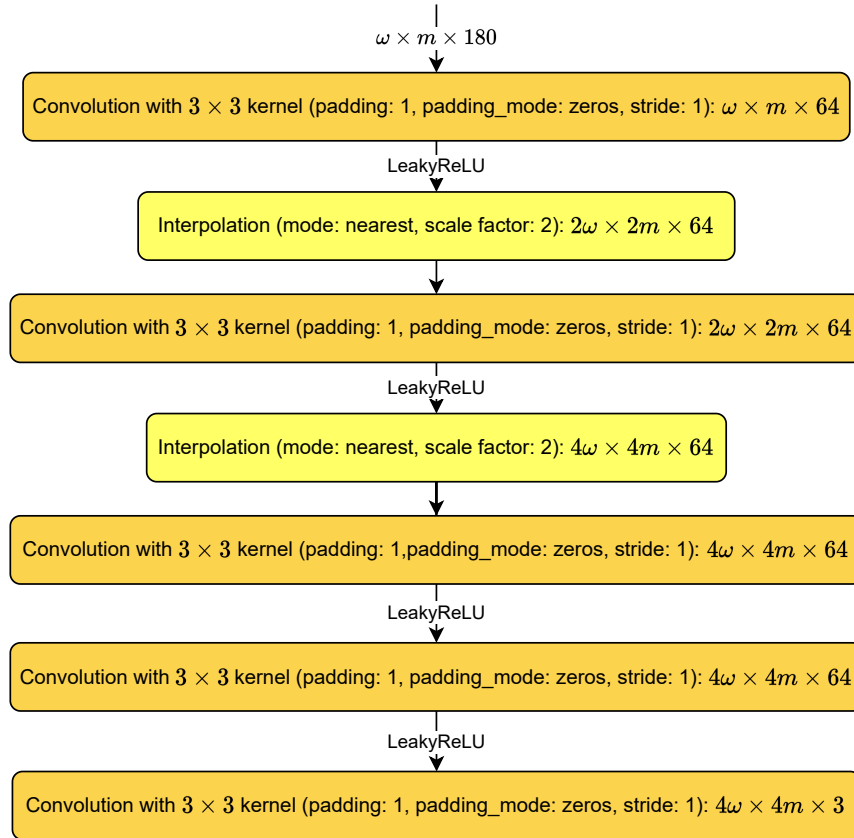 ω × m × 180
Convolution with 3 × 3 kernel (padding: 1, padding_mode: zeros, stride: 1): ω × m × 64
LeakyReLU
Interpolation (mode: nearest, scale factor: 2): 2ω × 2m × 64
Convolution with 3 × 3 kernel (padding: 1, padding_mode: zeros, stride: 1): 2ω × 2m × 64
LeakyReLU
Interpolation (mode: nearest, scale factor: 2): 4ω × 4m × 64
Convolution with 3 × 3 kernel (padding: 1,padding_mode: zeros, stride: 1): 4ω × 4m × 64
LeakyReLU
Convolution with 3 × 3 kernel (padding: 1, padding_mode: zeros, stride: 1): 4ω × 4m × 64
LeakyReLU
Convolution with 3 × 3 kernel (padding: 1, padding_mode: zeros, stride: 1): 4ω × 4m × 3